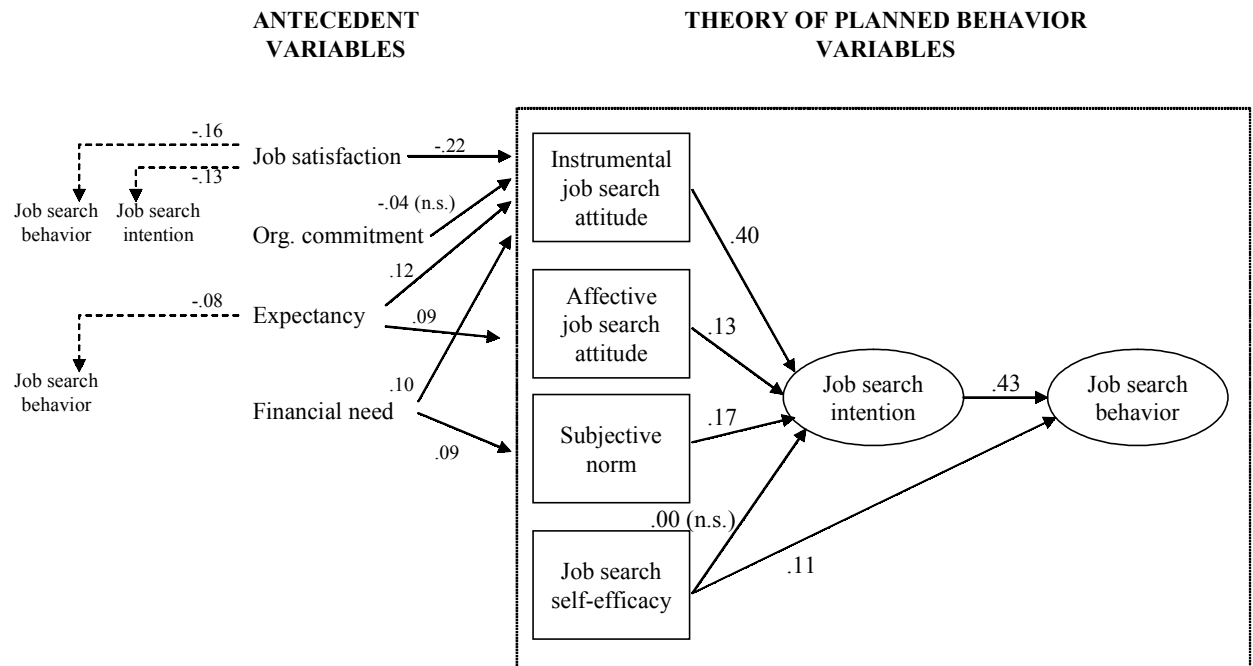 ANTECEDENT
VARIABLES
THEORY OF PLANNED BEHAVIOR
VARIABLES
-.16
-.13
Job satisfaction
-.22
Job search
behavior
Job search
intention
-.04 (n.s.)
Org. commitment
.12
-.08
Expectancy
.09
Job search
behavior
.10
Financial need
.09
Instrumental
job search
attitude
.40
Affective
job search
attitude
.13
Subjective
norm
.17
Job search
self-efficacy
.00 (n.s.)
.11
Job search
intention
.43
Job search
behavior